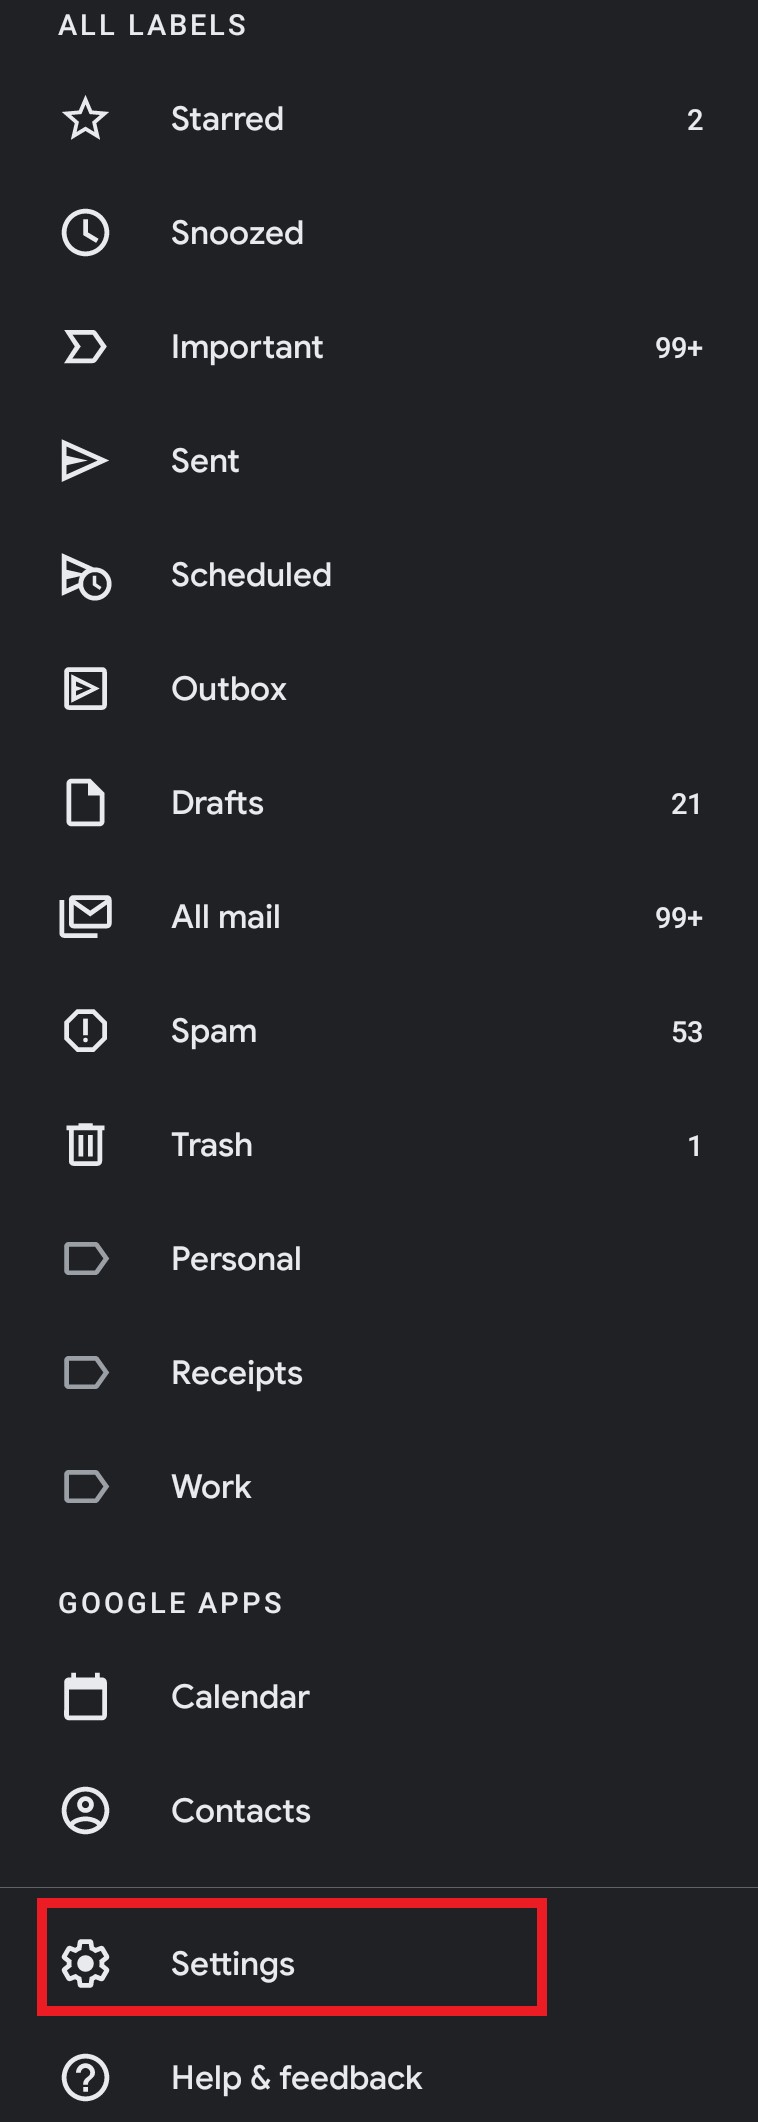 ALL LABELS
Starred 2
Snoozed
Important 99+
Sent
Scheduled
Outbox
Drafts 21
All mail 99+
Spam 53
Trash 1
Personal
Receipts
Work
GOOGLE APPS
Calendar
Contacts
Settings
Help & feedback